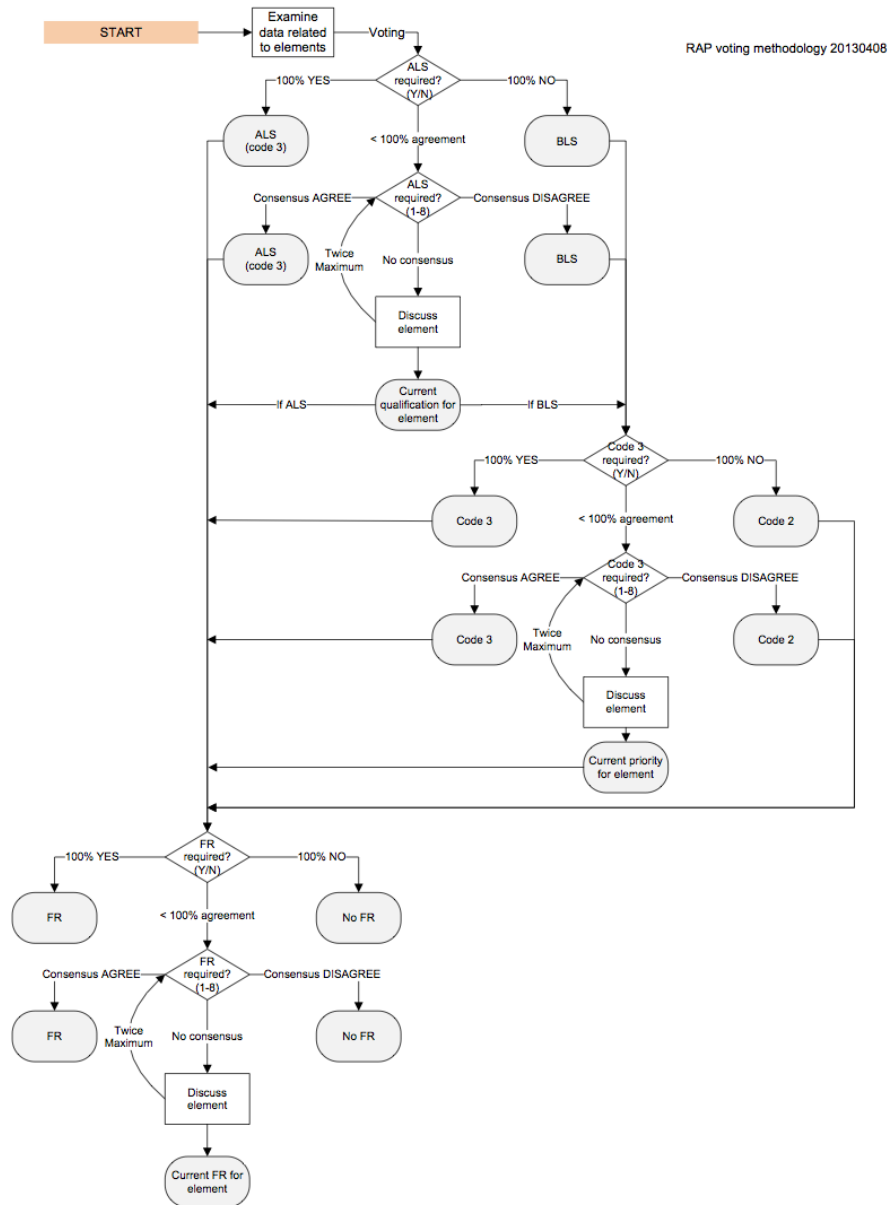 START
Examine
data related
to elements
Voting
RAP voting methodology 20130408
ALS
required?
(Y/N)
100% YES
100% NO
ALS
(code 3)
< 100% agreement
BLS
ALS
required?
(1-8)
Consensus AGREE
Consensus DISAGREE
ALS
(code 3)
Twice
Maximum
No consensus
BLS
Discuss
element
Current
qualification for
element
If ALS
If BLS
Code 3
required?
(Y/N)
100% YES
100% NO
Code 3
< 100% agreement
Code 2
Code 3
required?
(1-8)
Consensus AGREE
Consensus DISAGREE
Code 3
Twice
Maximum
No consensus
Code 2
Discuss
element
Current priority
for element
FR
required?
(Y/N)
100% YES
100% NO
FR
< 100% agreement
No FR
FR
required?
(1-8)
Consensus AGREE
Consensus DISAGREE
FR
Twice
Maximum
No consensus
No FR
Discuss
element
Current FR for
element